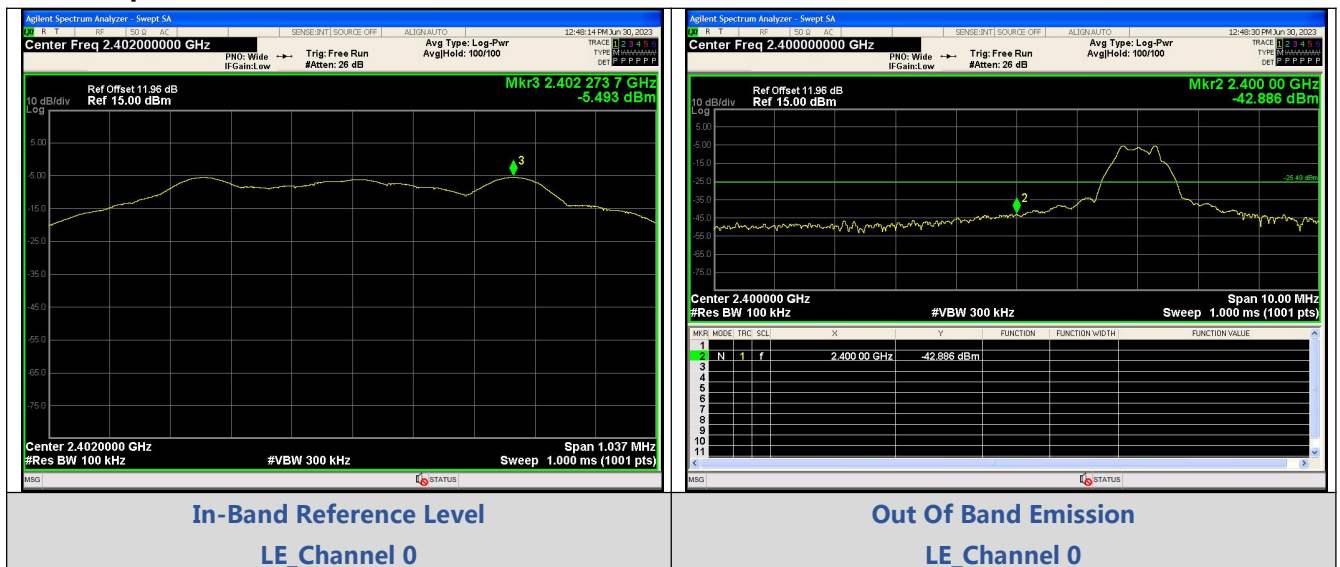 Agilent Spectrum Analyzer - Swept SA
LXI R T RF 50 Ω AC SENSE:INT SOURCE OFF ALIGNAUTO 12:48:14 PM Jun 30, 2023
Center Freq 2.402000000 GHz
PNO: Wide
IFGain:Low
Trig: Free Run
#Atten: 26 dB
Avg Type: Log-Pwr
Avg|Hold: 100/100
TRACE 1 2 3 4 5 6
TYPE M
DET P P P P P P
Mkr3 2.402 273 7 GHz
-5.493 dBm
Ref Offset 11.96 dB
10 dB/div Ref 15.00 dBm
Log
5.00
3
-5.00
-15.0
-25.0
-35.0
-45.0
-55.0
-65.0
-75.0
Center 2.4020000 GHz Span 1.037 MHz
#Res BW 100 kHz #VBW 300 kHz Sweep 1.000 ms (1001 pts)
MSG STATUS
In-Band Reference Level
LE_Channel 0
Agilent Spectrum Analyzer - Swept SA
LXI R T RF 50 Ω AC SENSE:INT SOURCE OFF ALIGNAUTO 12:48:30 PM Jun 30, 2023
Center Freq 2.400000000 GHz
PNO: Wide
IFGain:Low
Trig: Free Run
#Atten: 26 dB
Avg Type: Log-Pwr
Avg|Hold: 100/100
TRACE 1 2 3 4 5 6
TYPE M
DET P P P P P P
Mkr2 2.400 00 GHz
-42.886 dBm
Ref Offset 11.96 dB
10 dB/div Ref 15.00 dBm
Log
5.00
-5.00
-15.0
-25.0
-25.49 dBm
-35.0
2
-45.0
-55.0
-65.0
-75.0
Center 2.400000 GHz Span 10.00 MHz
#Res BW 100 kHz #VBW 300 kHz Sweep 1.000 ms (1001 pts)
MKR MODE TRC SCL X Y FUNCTION FUNCTION WIDTH FUNCTION VALUE
1
2 N 1 f 2.400 00 GHz -42.886 dBm
3
4
5
6
7
8
9
10
11
MSG STATUS
Out Of Band Emission
LE_Channel 0